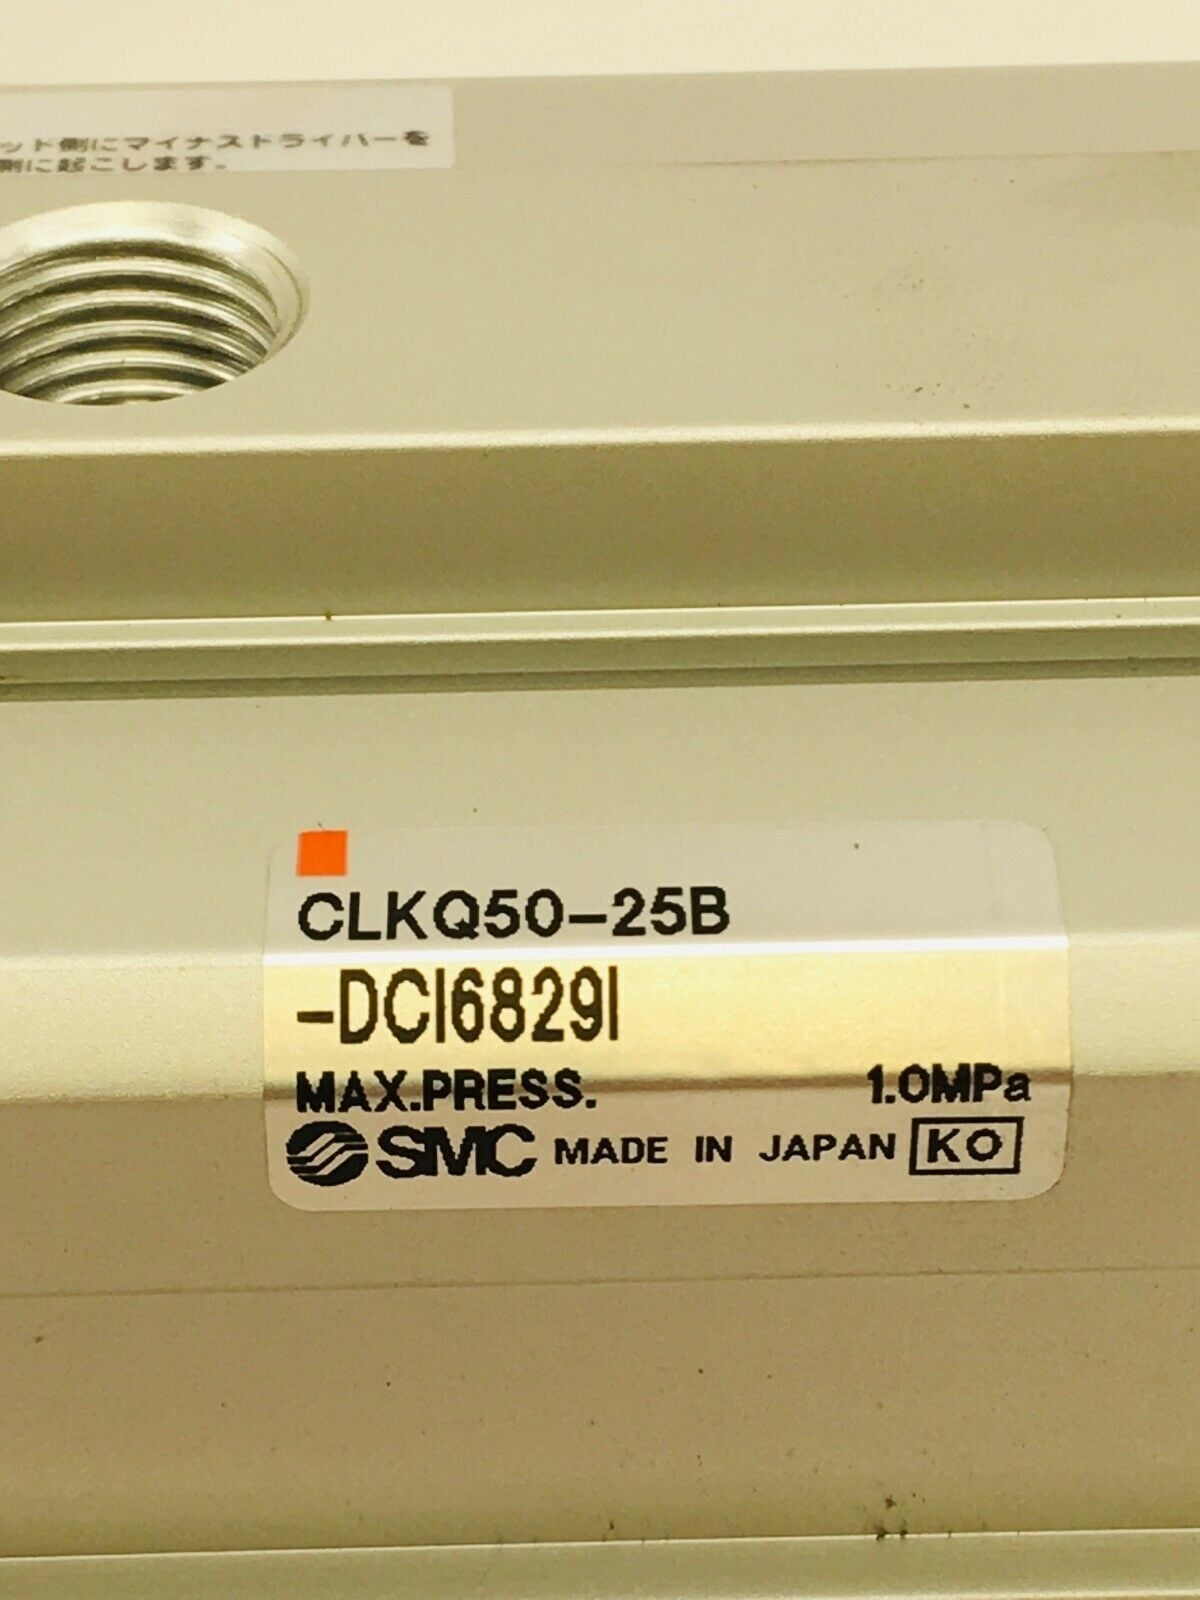 ッド側にマイナスドライバーを
側に起こします。
CLKQ50-25B
-DCI6829I
MAX.PRESS. 1.0MPa
SMC MADE IN JAPAN KO